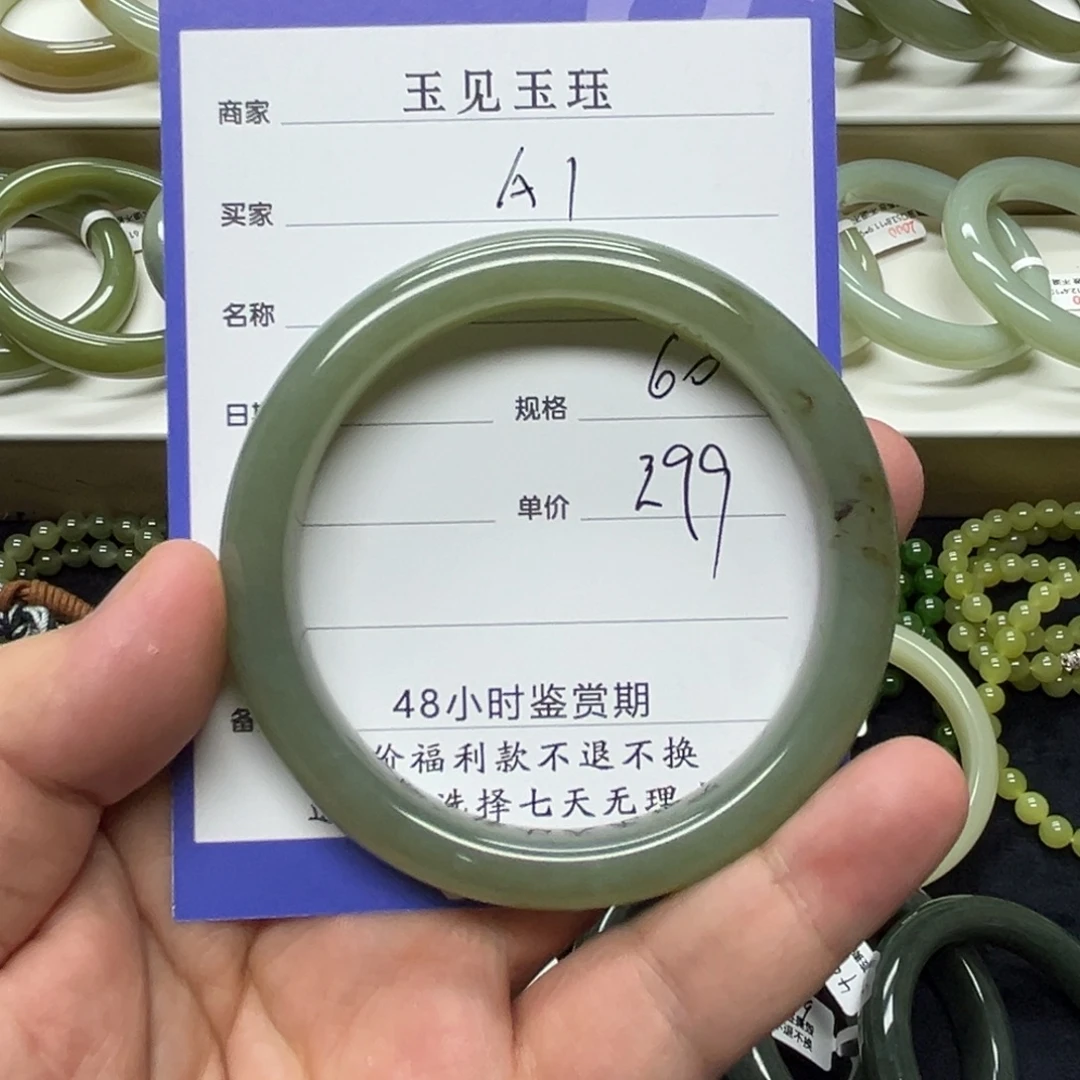 商家 玉见玉珏
买家 A1
名称
日
规格 60
单价 299
备
48小时鉴赏期
价福利款不退不换
选择七天无理